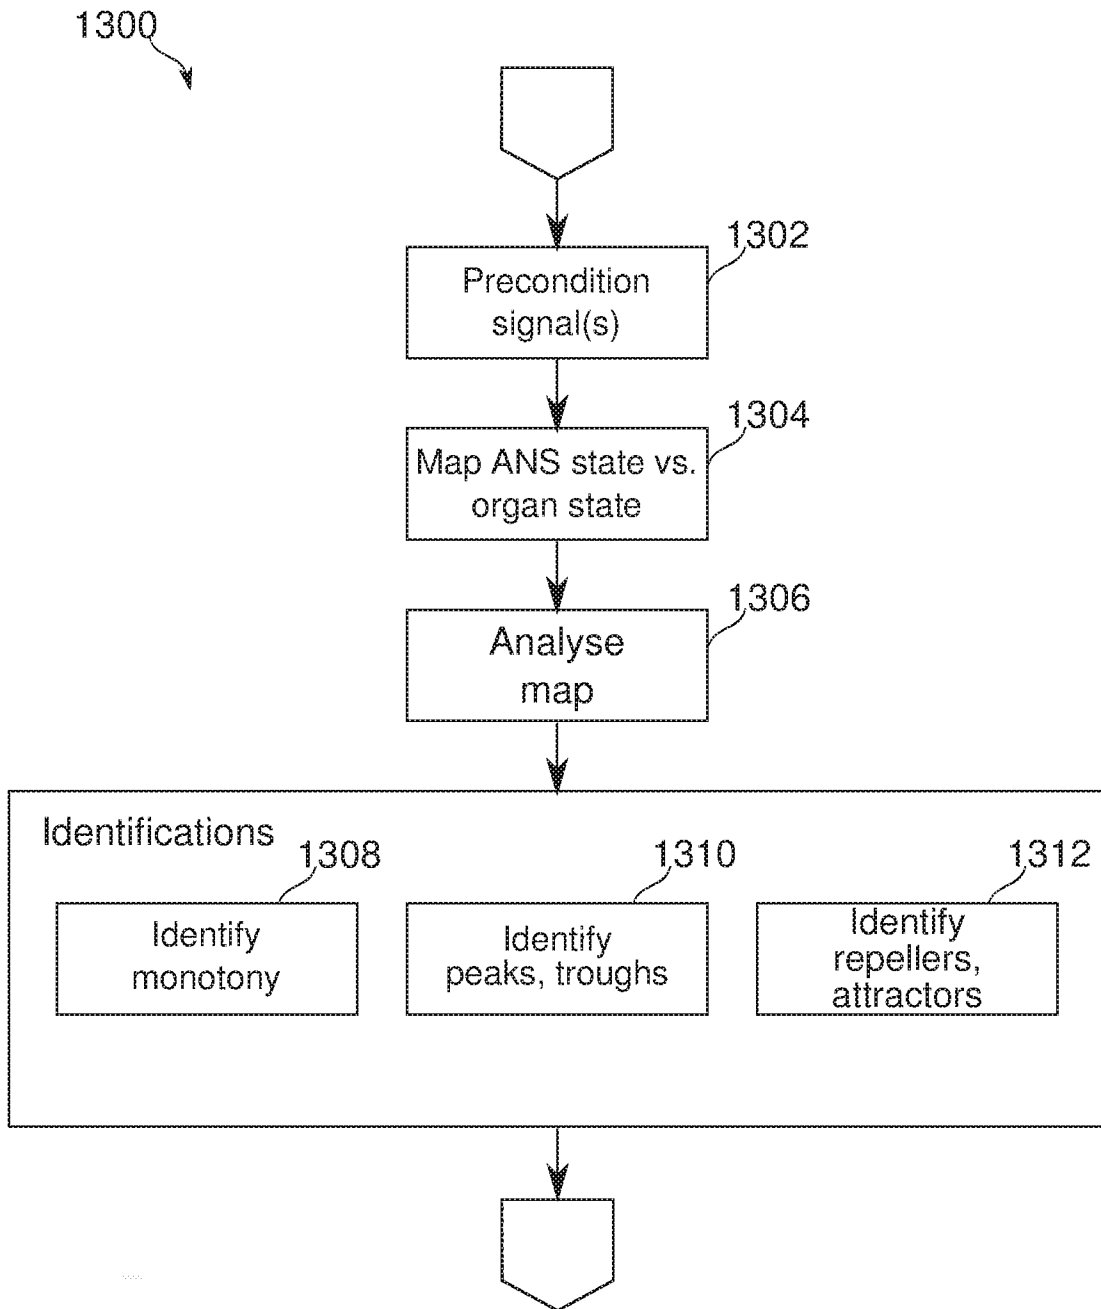 1300
1302
Precondition
signal(s)
1304
Map ANS state vs.
organ state
1306
Analyse
map
Identifications
1308
1310
1312
Identify
monotony
Identify
peaks, troughs
Identify
repellers,
attractors